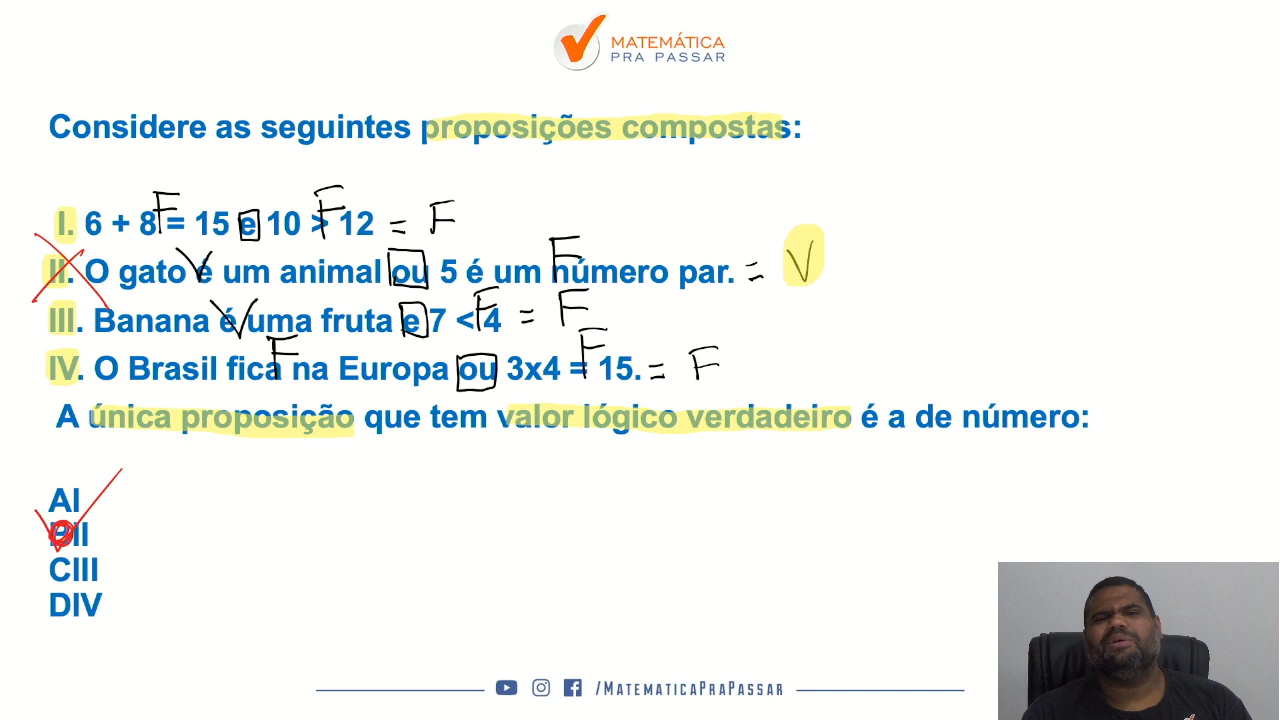 MATEMÁTICA
PRA PASSAR
Considere as seguintes proposições compostas:
F F
I. 6 + 8 = 15 e 10 > 12 = F
V F
II. O gato é um animal ou 5 é um número par. = V
V F
III. Banana é uma fruta e 7 < 4 = F
F F
IV. O Brasil fica na Europa ou 3x4 = 15. = F
A única proposição que tem valor lógico verdadeiro é a de número:
AI
BII
CIII
DIV
/MATEMATICAPRAPASSAR